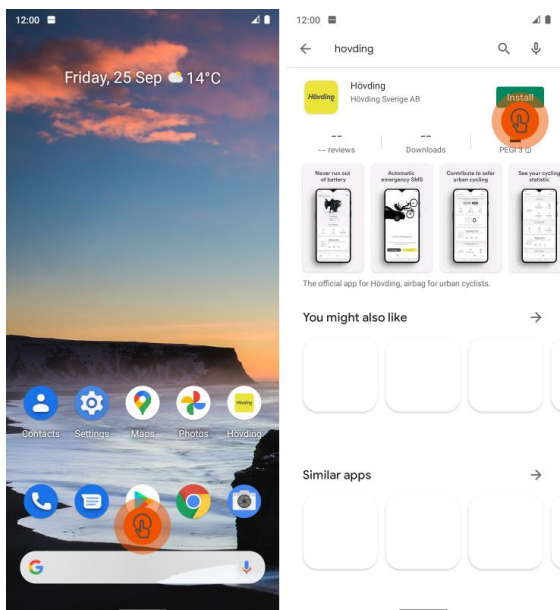 12:00
Friday, 25 Sep 14°C
Hövding
Contacts Settings Maps Photos Hövding
G
12:00
hovding
Hövding
Hövding
Hövding Sverige AB
Install
--
--
-- reviews
Downloads
PEGI 3
Never run out
of battery
Automatic
emergency SMS
Contribute to safer
urban cycling
See your cycling
statistic
The official app for Hövding, airbag for urban cyclists.
You might also like
Similar apps